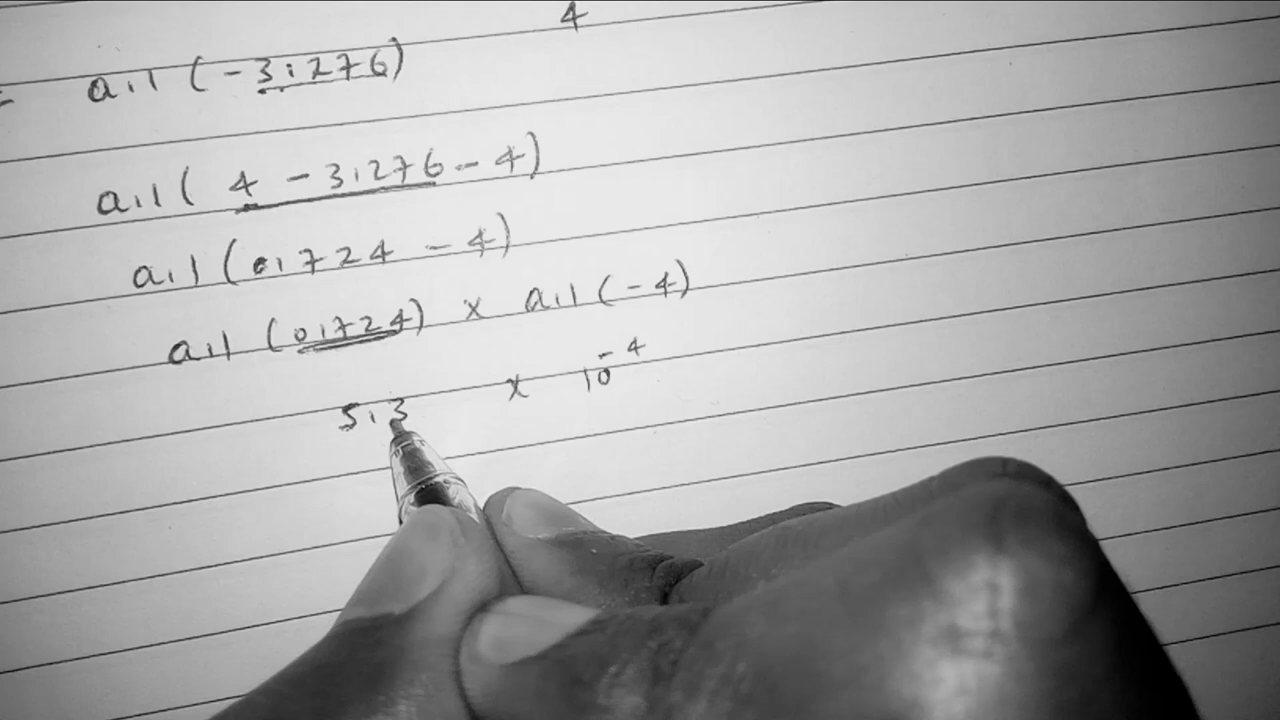 4
= a.l (-3.276)
a.l ( 4 - 3.276 - 4)
a.l (0.724 - 4)
a.l (0.724) x a.l (-4)
5.3 x 10⁻⁴